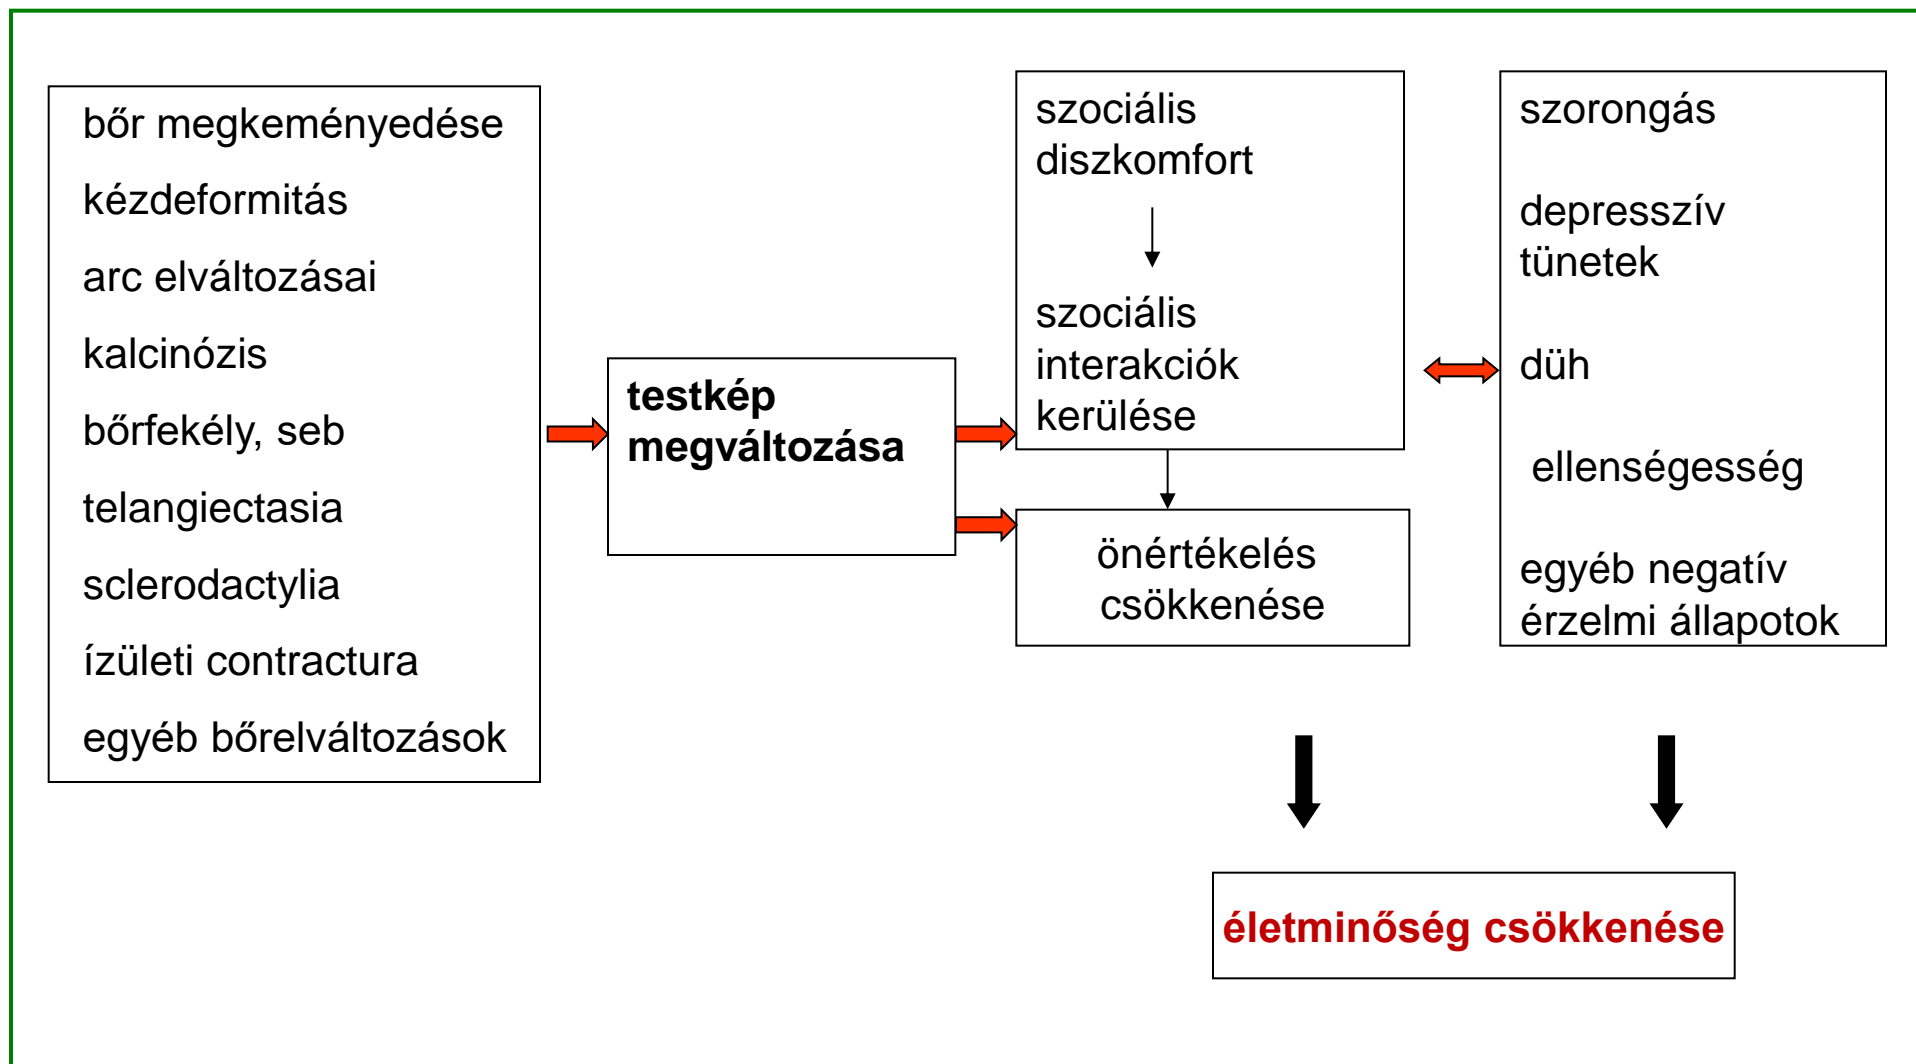 bőr megkeményedése
kézdeformitás
arc elváltozásai
kalcinózis
bőrfekély, seb
telangiectasia
sclerodactylia
ízületi contractura
egyéb bőrelváltozások
testkép
megváltozása
szociális
diszkomfort
szociális
interakciók
kerülése
önértékelés
csökkenése
szorongás
depresszív
tünetek
düh
ellenségesség
egyéb negatív
érzelmi állapotok
életminőség csökkenése